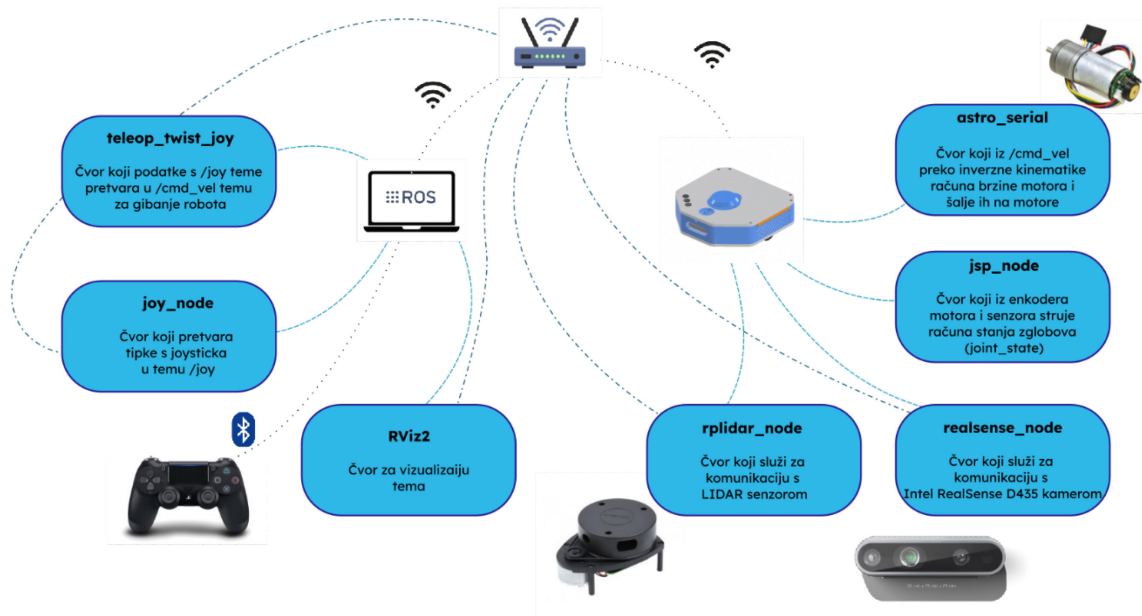 teleop_twist_joy
Čvor koji podatke s /joy teme
pretvara u /cmd_vel temu
za gibanje robota
ROS
astro_serial
Čvor koji iz /cmd_vel
preko inverzne kinematike
računa brzine motora i
šalje ih na motore
joy_node
Čvor koji pretvara
tipke s joysticka
u temu /joy
jsp_node
Čvor koji iz enkodera
motora i senzora struje
računa stanja zglobova
(joint_state)
RViz2
Čvor za vizualizaiju
tema
rplidar_node
Čvor koji služi za
komunikaciju s
LIDAR senzorom
realsense_node
Čvor koji služi za
komunikaciju s
Intel RealSense D435 kamerom